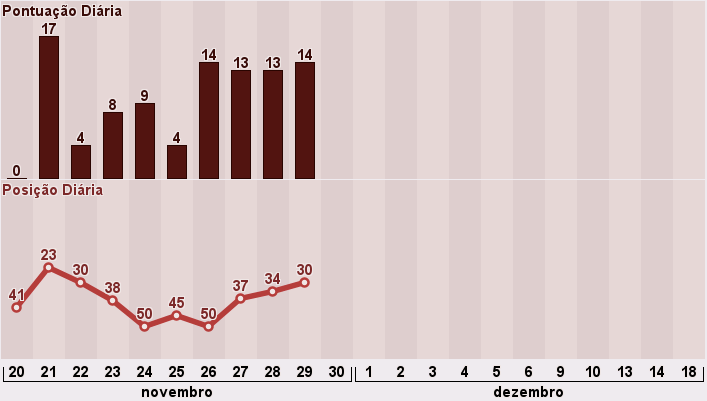 Pontuação Diária
0 17 4 8 9 4 14 13 13 14
Posição Diária
41 23 30 38 50 45 50 37 34 30
20 21 22 23 24 25 26 27 28 29 30 1 2 3 4 5 6 9 10 13 14 18
novembro dezembro